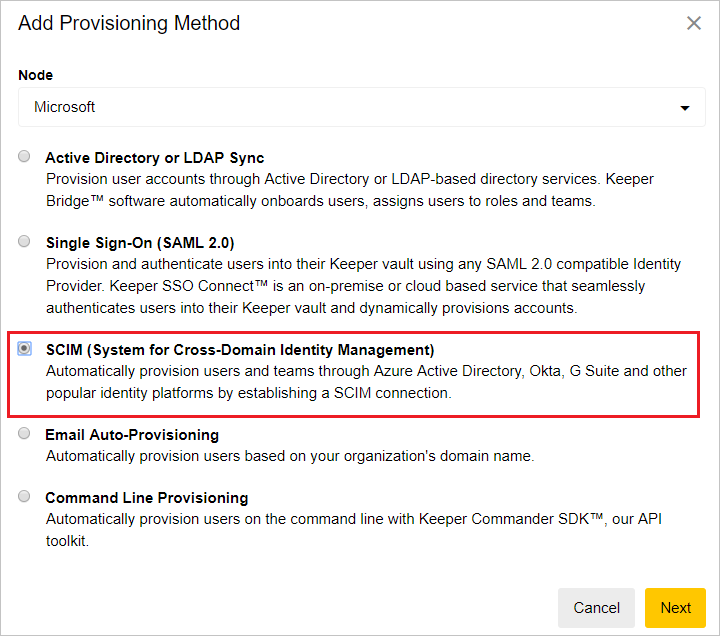 Add Provisioning Method
Node
Microsoft
Active Directory or LDAP Sync
Provision user accounts through Active Directory or LDAP-based directory services. Keeper
Bridge™ software automatically onboards users, assigns users to roles and teams.
Single Sign-On (SAML 2.0)
Provision and authenticate users into their Keeper vault using any SAML 2.0 compatible Identity
Provider. Keeper SSO Connect™ is an on-premise or cloud based service that seamlessly
authenticates users into their Keeper vault and dynamically provisions accounts.
SCIM (System for Cross-Domain Identity Management)
Automatically provision users and teams through Azure Active Directory, Okta, G Suite and other
popular identity platforms by establishing a SCIM connection.
Email Auto-Provisioning
Automatically provision users based on your organization's domain name.
Command Line Provisioning
Automatically provision users on the command line with Keeper Commander SDK™, our API
toolkit.
Cancel
Next